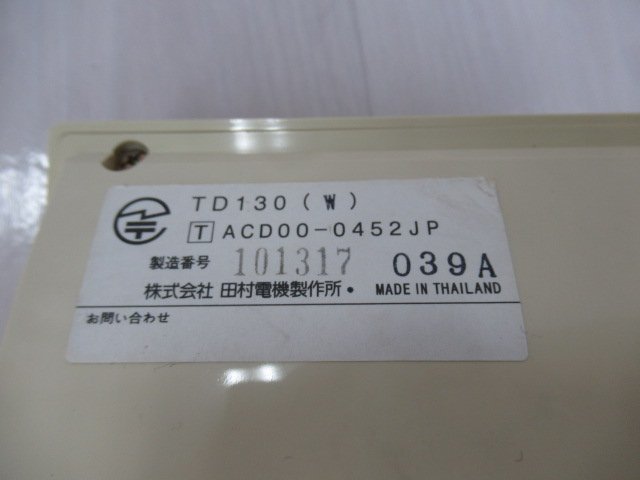 TD130(W)
T ACD00-0452JP
製造番号 101317 039A
株式会社 田村電機製作所・ MADE IN THAILAND
お問い合わせ